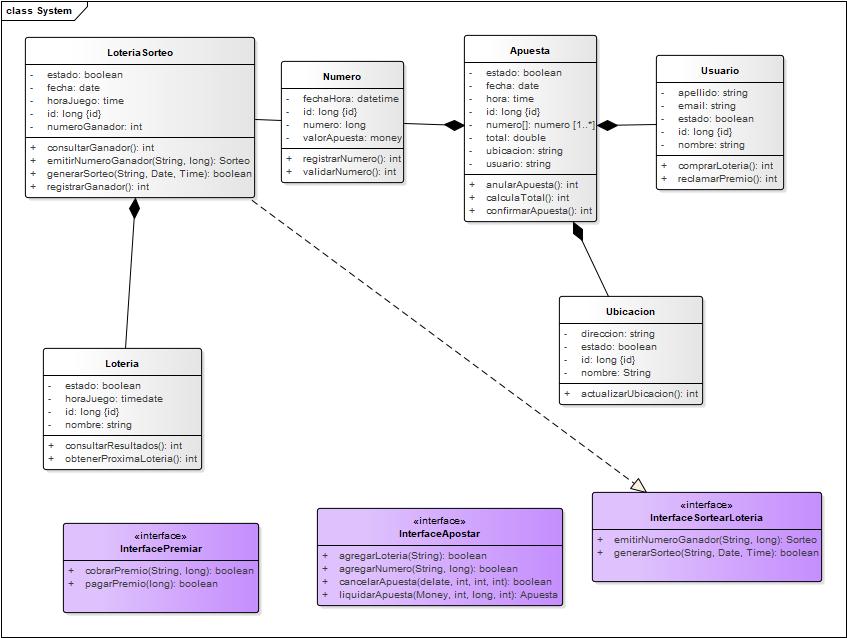 class System
LoteriaSorteo
- estado: boolean
- fecha: date
- horaJuego: time
- id: long {id}
- numeroGanador: int
+ consultarGanador(): int
+ emitirNumeroGanador(String, long): Sorteo
+ generarSorteo(String, Date, Time): boolean
+ registrarGanador(): int
Numero
- fechaHora: datetime
- id: long {id}
- numero: long
- valorApuesta: money
+ registrarNumero(): int
+ validarNumero(): int
Apuesta
- estado: boolean
- fecha: date
- hora: time
- id: long {id}
- numero[]: numero [1..*]
- total: double
- ubicacion: string
- usuario: string
+ anularApuesta(): int
+ calculaTotal(): int
+ confirmarApuesta(): int
Usuario
- apellido: string
- email: string
- estado: boolean
- id: long {id}
- nombre: string
+ comprarLoteria(): int
+ reclamarPremio(): int
Ubicacion
- direccion: string
- estado: boolean
- id: long {id}
- nombre: String
+ actualizarUbicacion(): int
Loteria
- estado: boolean
- horaJuego: timedate
- id: long {id}
- nombre: string
+ consultarResultados(): int
+ obtenerProximaLoteria(): int
«interface»
InterfacePremiar
+ cobrarPremio(String, long): boolean
+ pagarPremio(long): boolean
«interface»
InterfaceApostar
+ agregarLoteria(String): boolean
+ agregarNumero(String, long): boolean
+ cancelarApuesta(delate, int, int, int): boolean
+ liquidarApuesta(Money, int, long, int): Apuesta
«interface»
InterfaceSortearLoteria
+ emitirNumeroGanador(String, long): Sorteo
+ generarSorteo(String, Date, Time): boolean